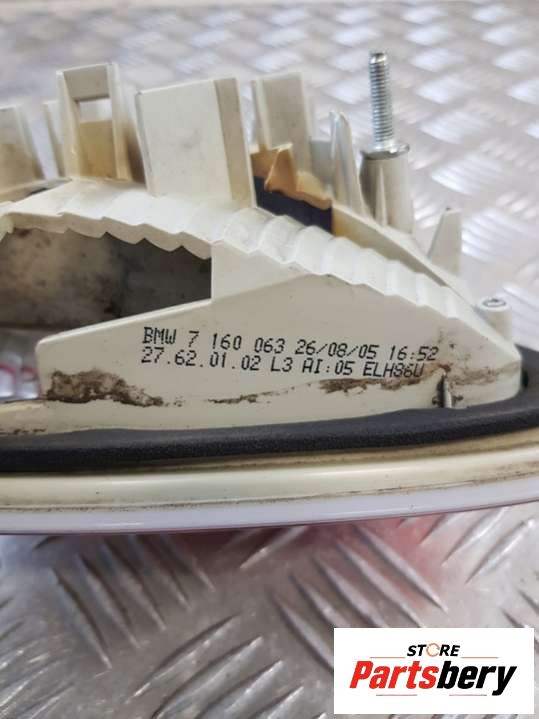 BMW 7 160 063 26/08/05 16:52
27.62.01.02 L3 AI:05 ELH86U
STORE
Partsbery